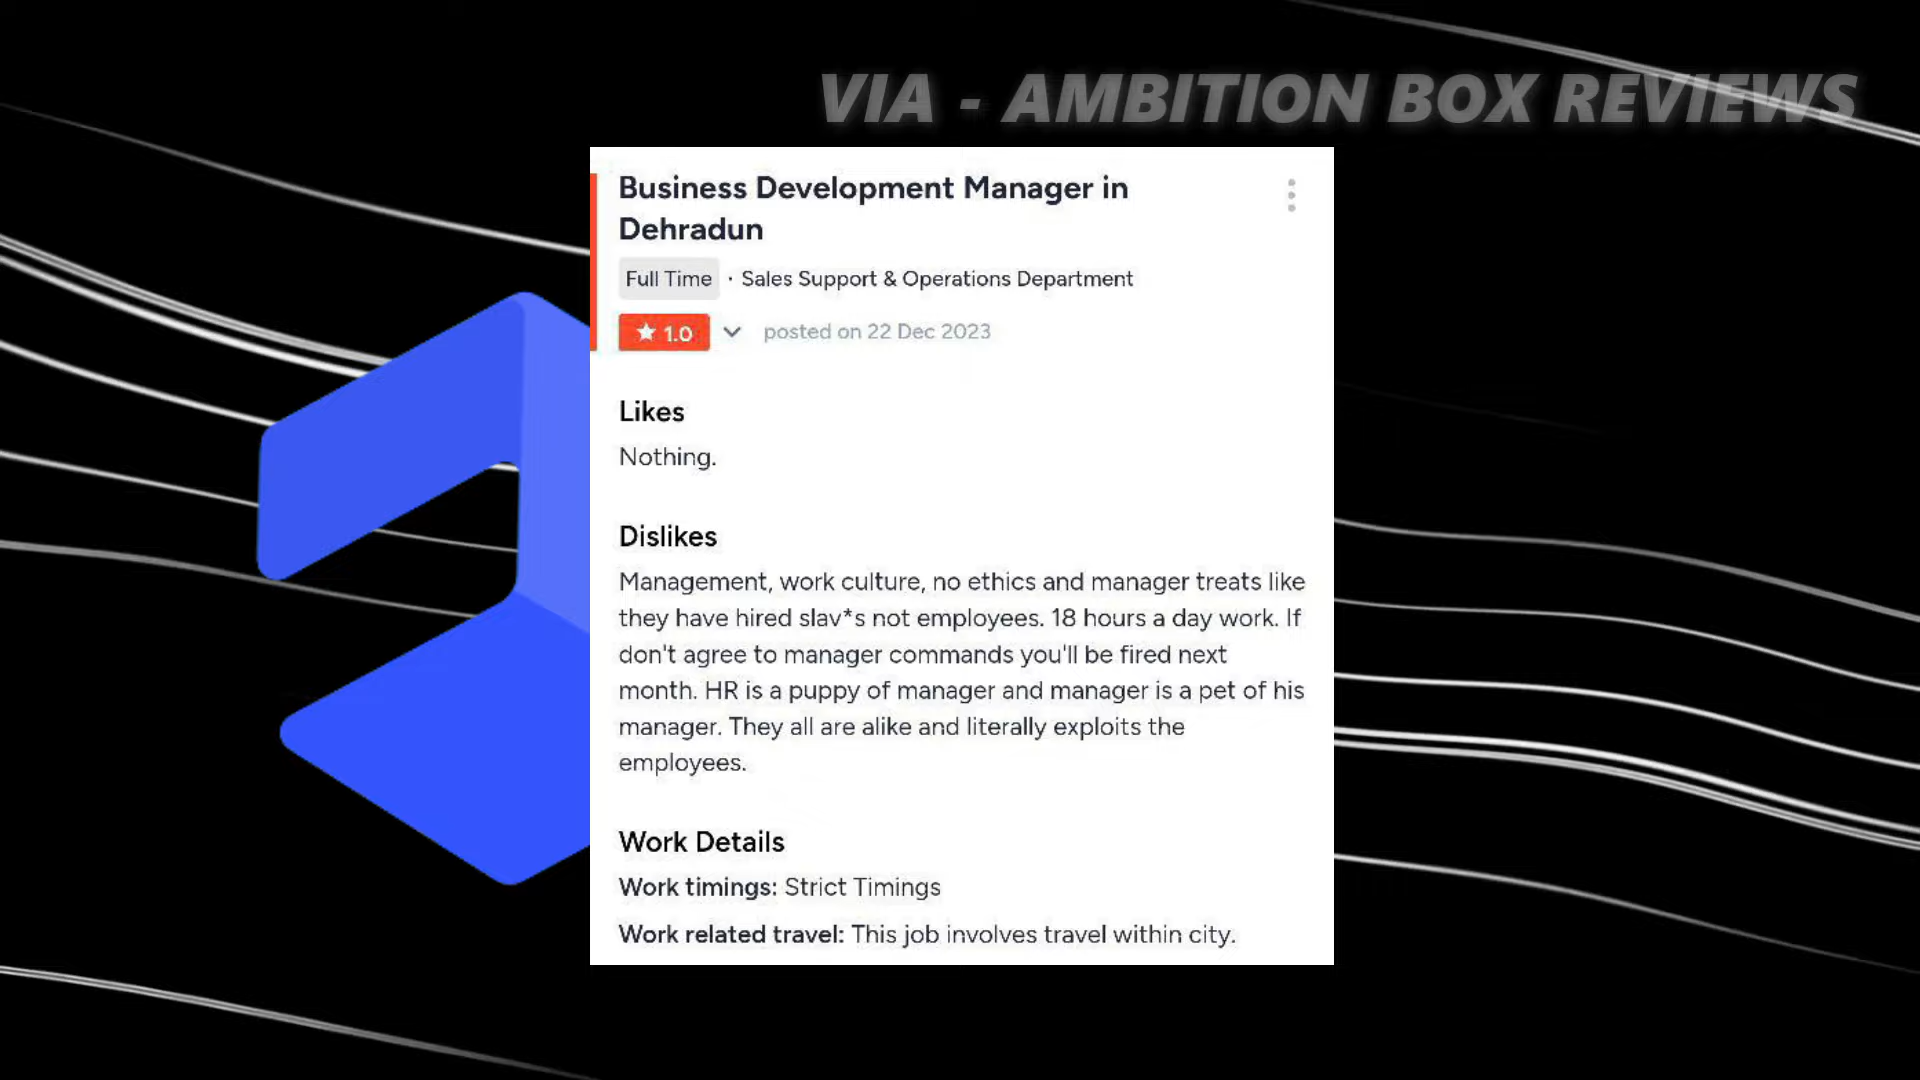 VIA - AMBITION BOX REVIEWS
Business Development Manager in
Dehradun
Full Time · Sales Support & Operations Department
★ 1.0 posted on 22 Dec 2023
Likes
Nothing.
Dislikes
Management, work culture, no ethics and manager treats like
they have hired slav*s not employees. 18 hours a day work. If
don't agree to manager commands you'll be fired next
month. HR is a puppy of manager and manager is a pet of his
manager. They all are alike and literally exploits the
employees.
Work Details
Work timings: Strict Timings
Work related travel: This job involves travel within city.